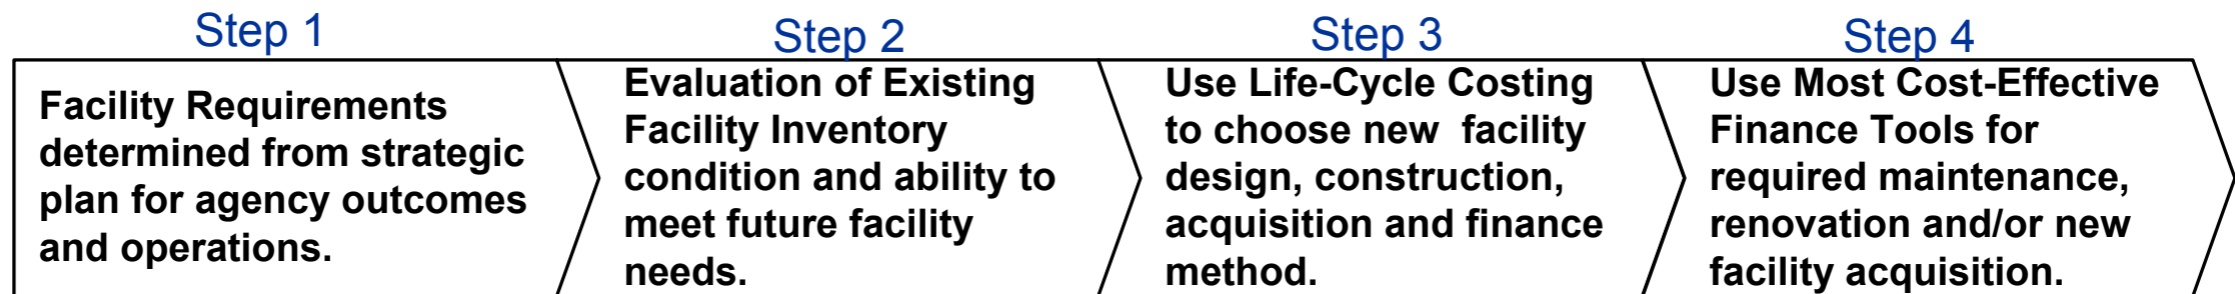 Step 1
Facility Requirements
determined from strategic
plan for agency outcomes
and operations.
Step 2
Evaluation of Existing
Facility Inventory
condition and ability to
meet future facility
needs.
Step 3
Use Life-Cycle Costing
to choose new  facility
design, construction,
acquisition and finance
method.
Step 4
Use Most Cost-Effective
Finance Tools for
required maintenance,
renovation and/or new
facility acquisition.